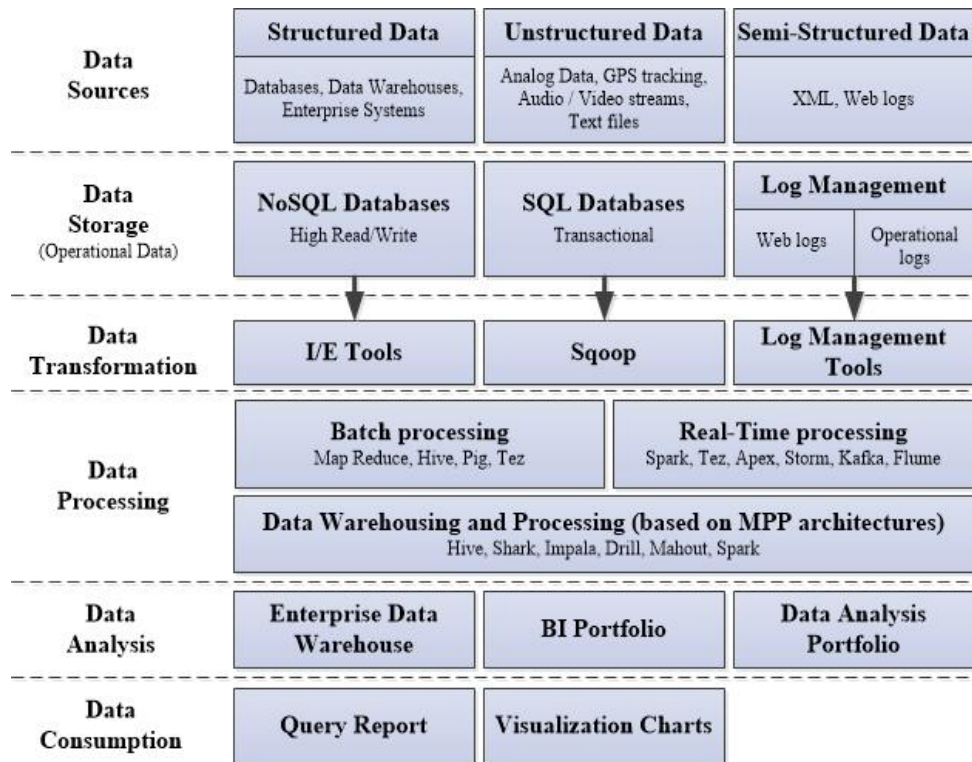 Data
Sources
Structured Data
Databases, Data Warehouses,
Enterprise Systems
Unstructured Data
Analog Data, GPS tracking,
Audio / Video streams,
Text files
Semi-Structured Data
XML, Web logs
Data
Storage
(Operational Data)
NoSQL Databases
High Read/Write
SQL Databases
Transactional
Log Management
Web logs
Operational
logs
Data
Transformation
I/E Tools
Sqoop
Log Management
Tools
Data
Processing
Batch processing
Map Reduce, Hive, Pig, Tez
Real-Time processing
Spark, Tez, Apex, Storm, Kafka, Flume
Data Warehousing and Processing (based on MPP architectures)
Hive, Shark, Impala, Drill, Mahout, Spark
Data
Analysis
Enterprise Data
Warehouse
BI Portfolio
Data Analysis
Portfolio
Data
Consumption
Query Report
Visualization Charts